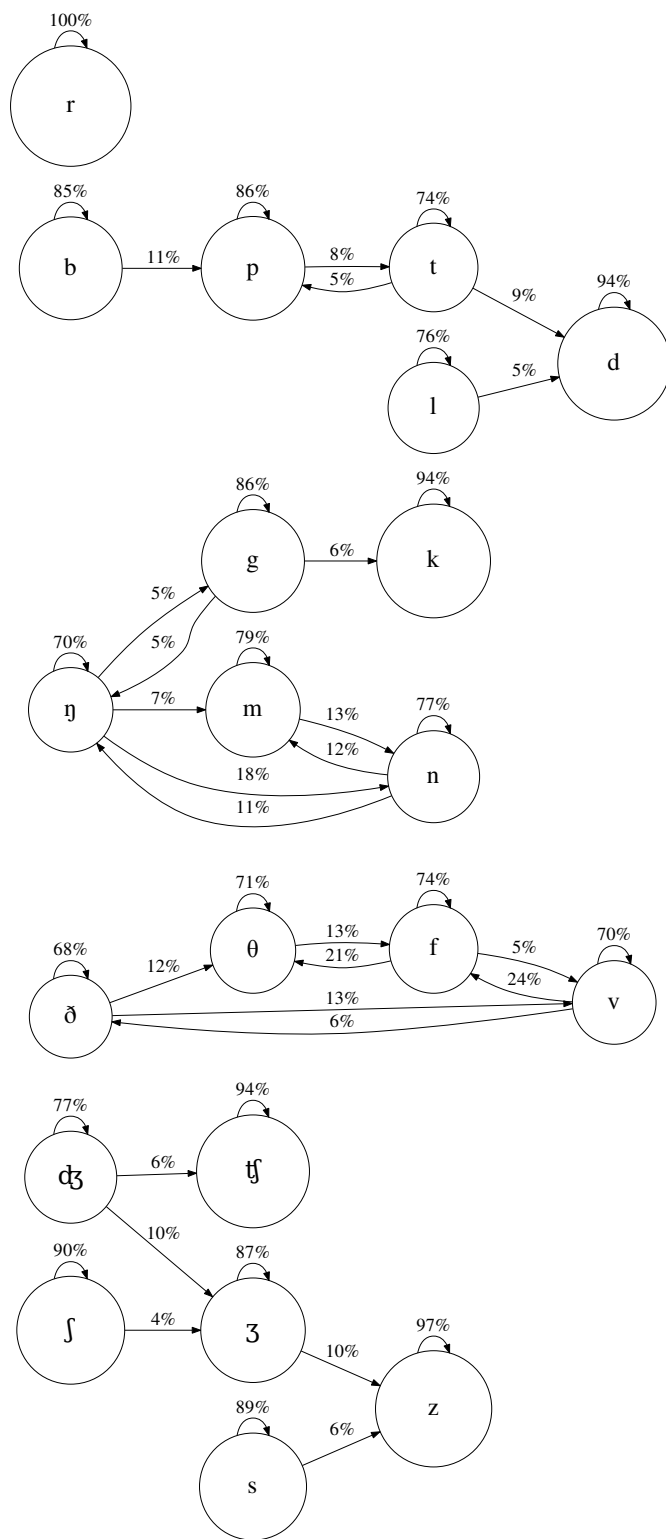 100%
r
85% 86% 74%
b 11% p 8% t
5%
9% 94%
76% d
l 5%
86% 94%
g 6% k
5%
70% 5% 79%
ŋ 7% m 13% 77%
12% n
18%
11%
71% 74%
68% θ 13% f 5% 70%
12% 21% 24%
ð 13% v
6%
77% 94%
ʤ 6% ʧ
10%
90% 87%
ʃ 4% ʒ 97%
10% z
89% 6%
s